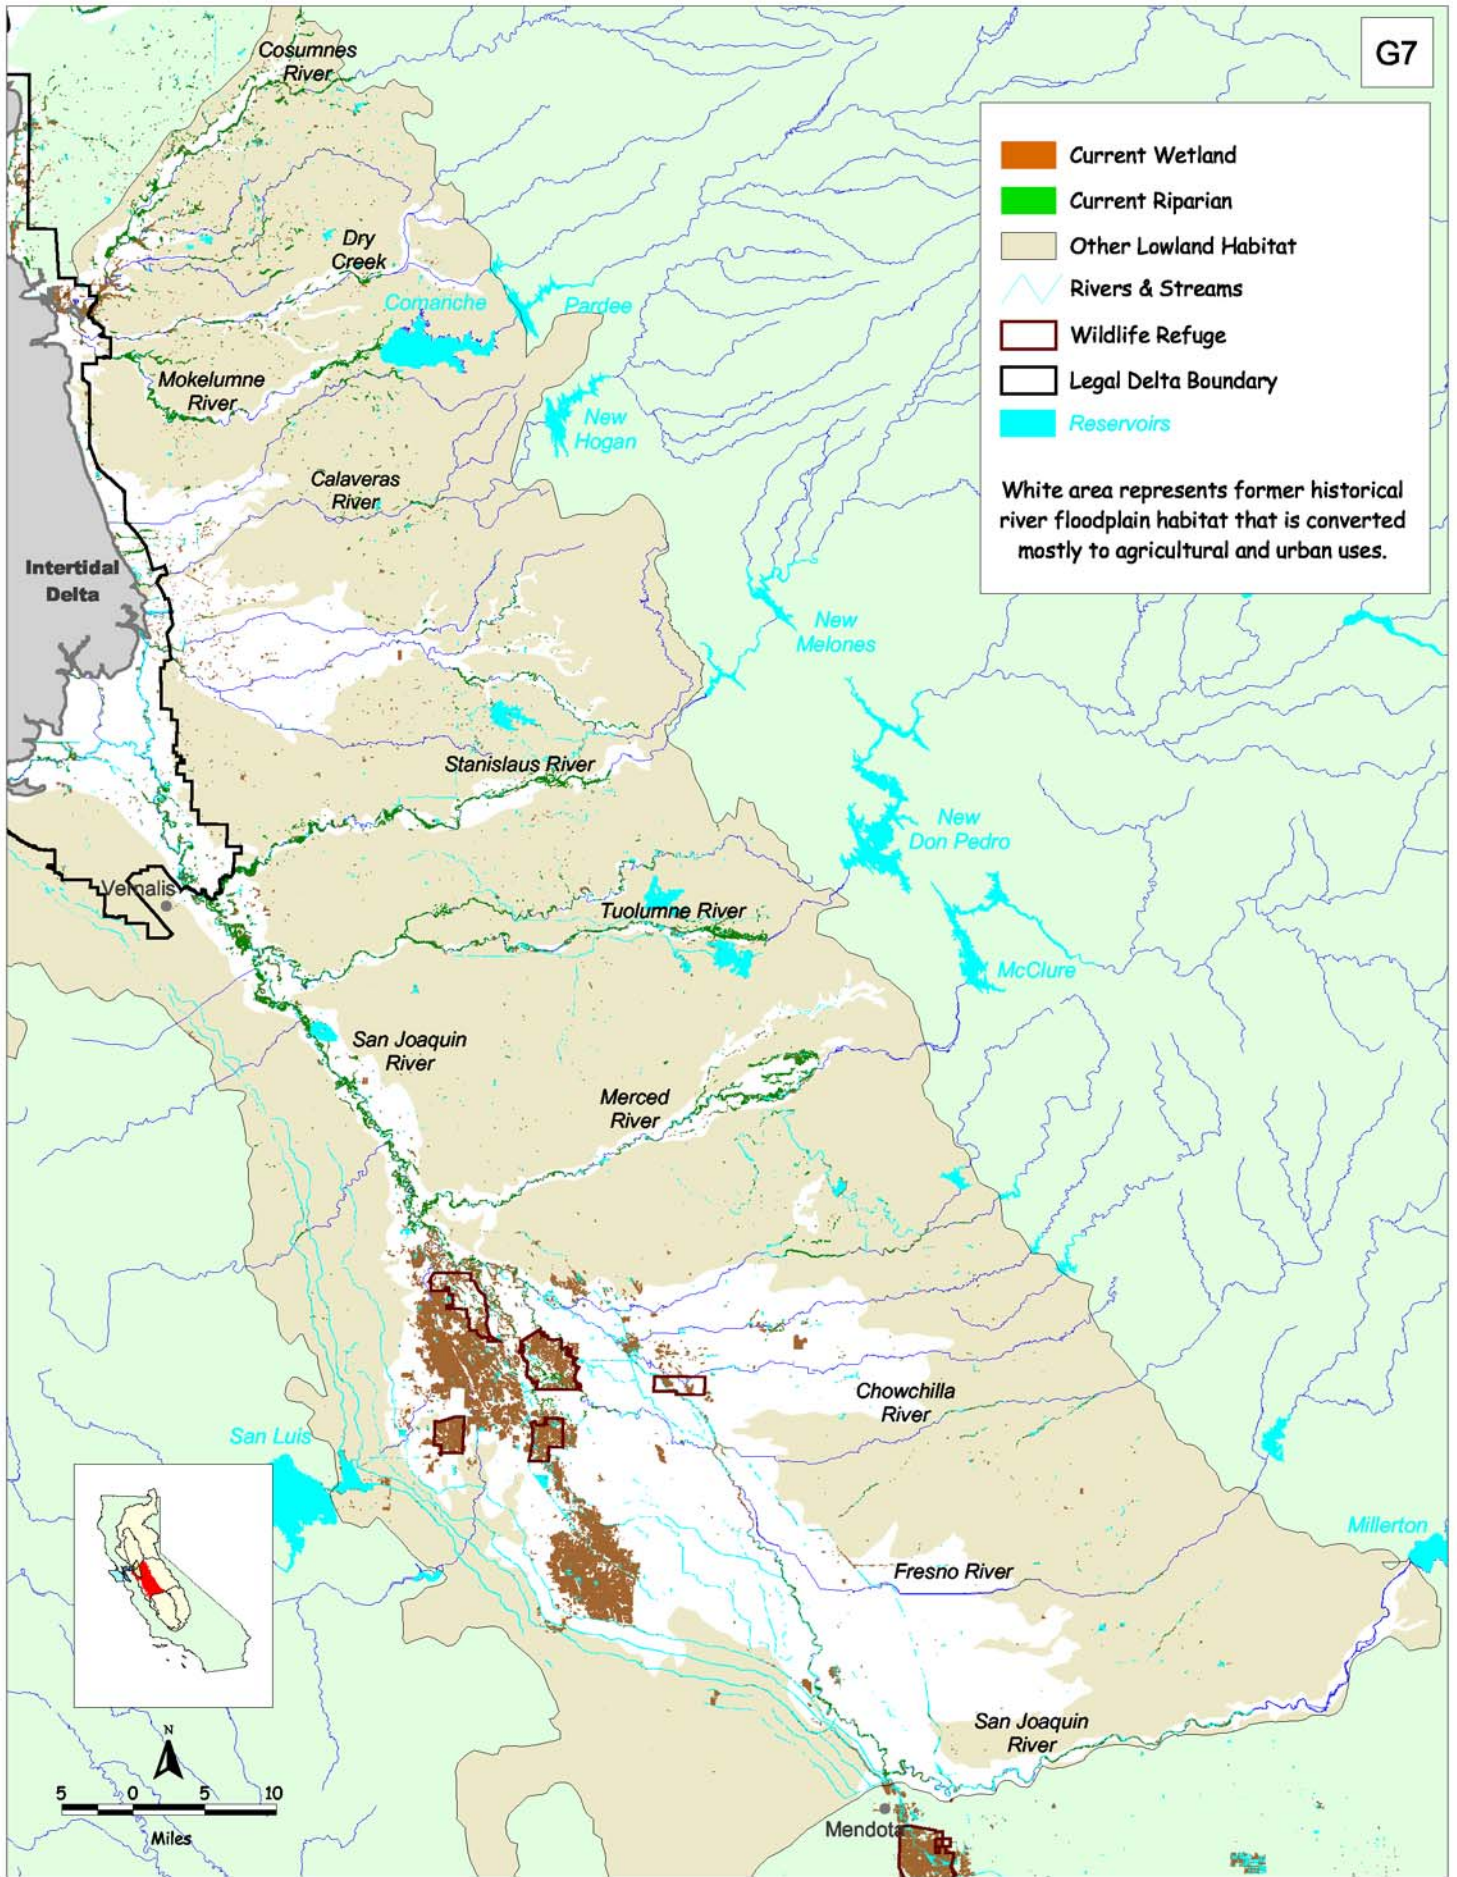 G7
Cosumnes
River
Current Wetland
Current Riparian
Other Lowland Habitat
Rivers & Streams
Wildlife Refuge
Legal Delta Boundary
Reservoirs
White area represents former historical
river floodplain habitat that is converted
mostly to agricultural and urban uses.
Dry
Creek
Comanche
Pardee
Mokelumne
River
New
Hogan
Calaveras
River
Intertidal
Delta
New
Melones
Stanislaus River
New
Don Pedro
Vernalis
Tuolumne River
McClure
San Joaquin
River
Merced
River
Chowchilla
River
San Luis
Millerton
Fresno River
San Joaquin
River
N
5 0 5 10
Miles
Mendota